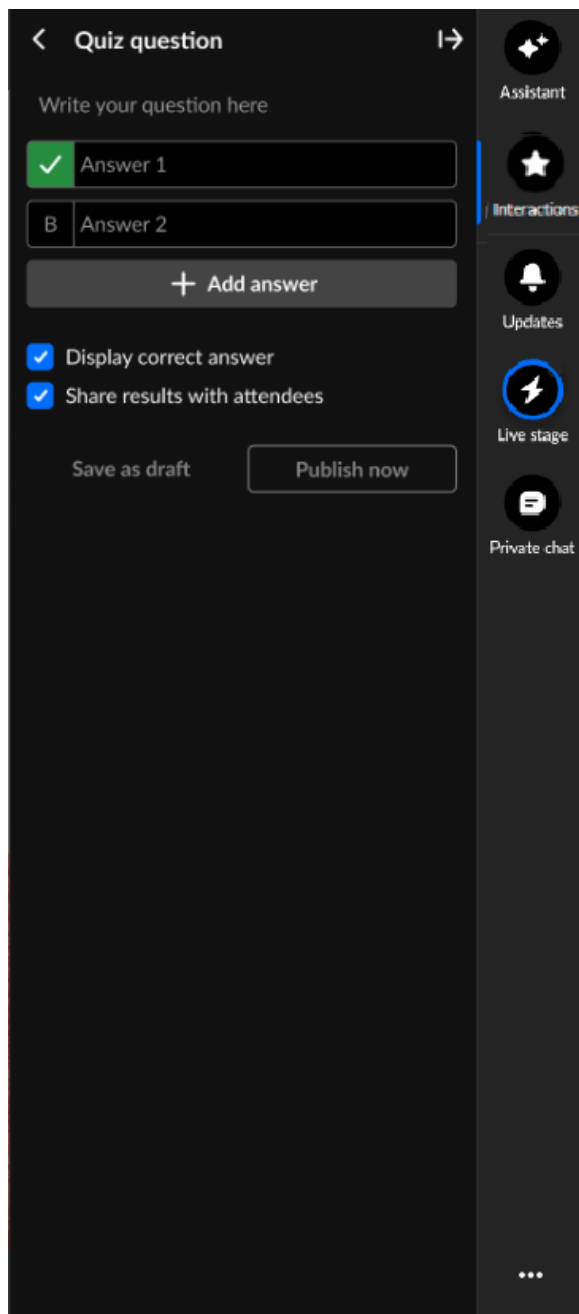 Quiz question
Write your question here
Answer 1
B Answer 2
Add answer
Display correct answer
Share results with attendees
Save as draft Publish now
Assistant
Interactions
Updates
Live stage
Private chat